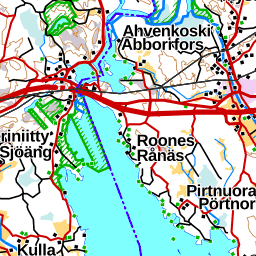 Ahvenkoski
Abborfors
riniitty
Sjöäng
Roones
Rånäs
Pirtnuora
Pörtnor
Kulla